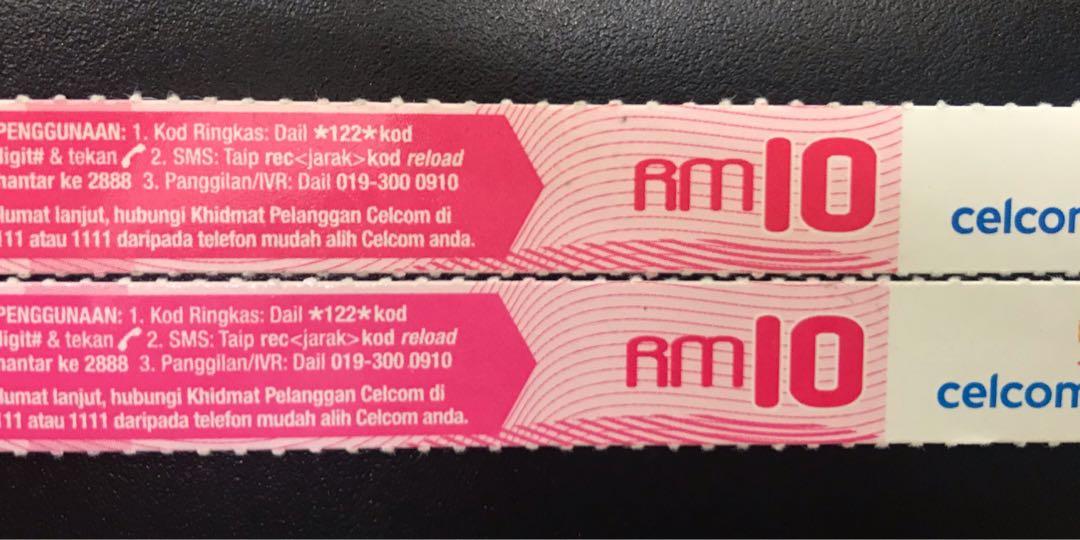 PENGGUNAAN: 1. Kod Ringkas: Dail *122*kod
digit# & tekan 2. SMS: Taip rec<jarak>kod reload
hantar ke 2888 3. Panggilan/IVR: Dail 019-300 0910
lumat lanjut, hubungi Khidmat Pelanggan Celcom di
111 atau 1111 daripada telefon mudah alih Celcom anda.
RM10
celcom
PENGGUNAAN: 1. Kod Ringkas: Dail *122*kod
digit# & tekan 2. SMS: Taip rec<jarak>kod reload
hantar ke 2888 3. Panggilan/IVR: Dail 019-300 0910
lumat lanjut, hubungi Khidmat Pelanggan Celcom di
111 atau 1111 daripada telefon mudah alih Celcom anda.
RM10
celcom